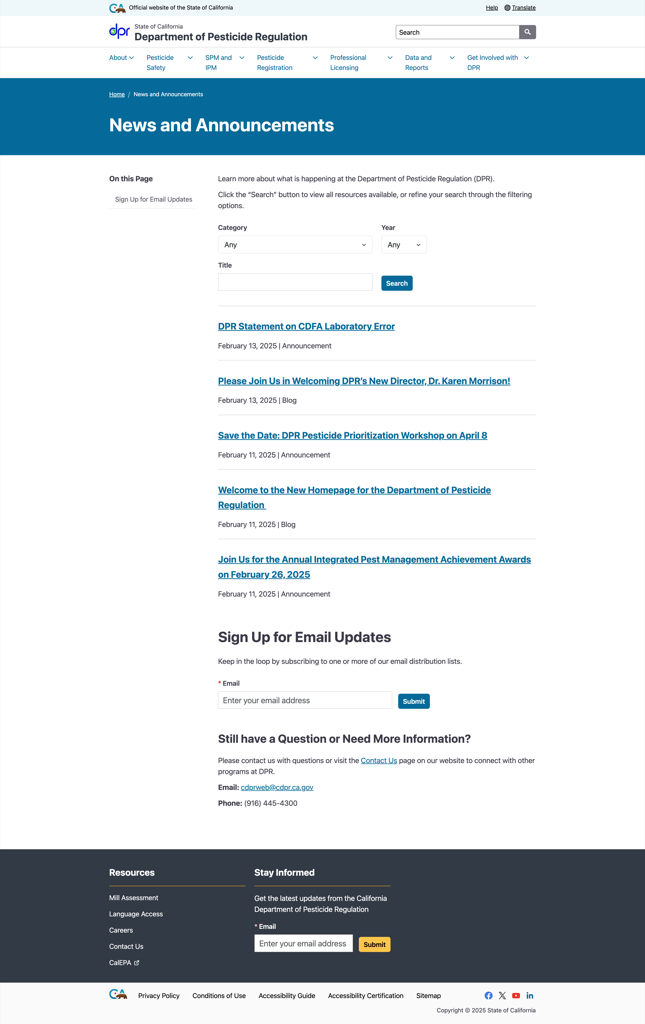 Official website of the State of California
Help
Translate
dpr
State of California
Department of Pesticide Regulation
Search
About
Pesticide Safety
SPM and IPM
Pesticide Registration
Professional Licensing
Data and Reports
Get Involved with DPR
Home / News and Announcements
News and Announcements
On this Page
Sign Up for Email Updates
Learn more about what is happening at the Department of Pesticide Regulation (DPR).
Click the “Search” button to view all resources available, or refine your search through the filtering
options.
Category
Year
Any
Any
Title
Search
DPR Statement on CDFA Laboratory Error
February 13, 2025 | Announcement
Please Join Us in Welcoming DPR’s New Director, Dr. Karen Morrison!
February 13, 2025 | Blog
Save the Date: DPR Pesticide Prioritization Workshop on April 8
February 11, 2025 | Announcement
Welcome to the New Homepage for the Department of Pesticide
Regulation
February 11, 2025 | Blog
Join Us for the Annual Integrated Pest Management Achievement Awards
on February 26, 2025
February 11, 2025 | Announcement
Sign Up for Email Updates
Keep in the loop by subscribing to one or more of our email distribution lists.
* Email
Enter your email address
Submit
Still have a Question or Need More Information?
Please contact us with questions or visit the Contact Us page on our website to connect with other
programs at DPR.
Email: cdprweb@cdpr.ca.gov
Phone: (916) 445-4300
Resources
Mill Assessment
Language Access
Careers
Contact Us
CalEPA
Stay Informed
Get the latest updates from the California
Department of Pesticide Regulation
* Email
Enter your email address
Submit
CA
Privacy Policy
Conditions of Use
Accessibility Guide
Accessibility Certification
Sitemap
Copyright © 2025 State of California